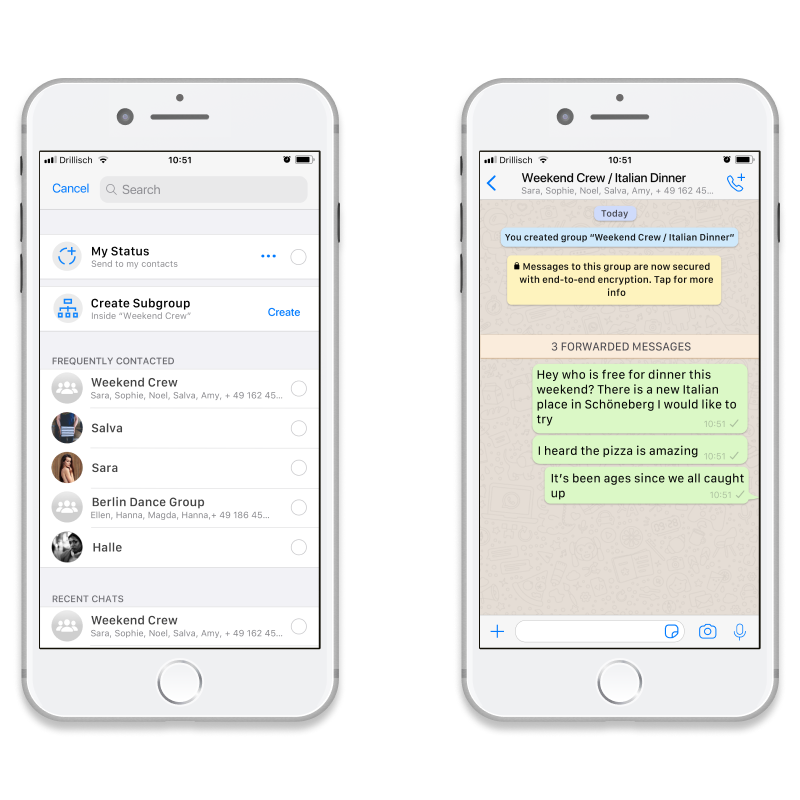 Drillisch 10:51
Cancel Search
My Status
Send to my contacts
Create Subgroup
Inside “Weekend Crew”
Create
FREQUENTLY CONTACTED
Weekend Crew
Sara, Sophie, Noel, Salva, Amy, + 49 162 45...
Salva
Sara
Berlin Dance Group
Ellen, Hanna, Magda, Hanna,+ 49 186 45...
Halle
RECENT CHATS
Weekend Crew
Sara, Sophie, Noel, Salva, Amy, + 49 162 45...
Drillisch 10:51
Weekend Crew / Italian Dinner
Sara, Sophie, Noel, Salva, Amy, + 49 162 45...
Today
You created group “Weekend Crew / Italian Dinner”
Messages to this group are now secured
with end-to-end encryption. Tap for more
info
3 FORWARDED MESSAGES
Hey who is free for dinner this
weekend? There is a new Italian
place in Schöneberg I would like to
try
10:51
I heard the pizza is amazing 10:51
It’s been ages since we all caught
up
10:51